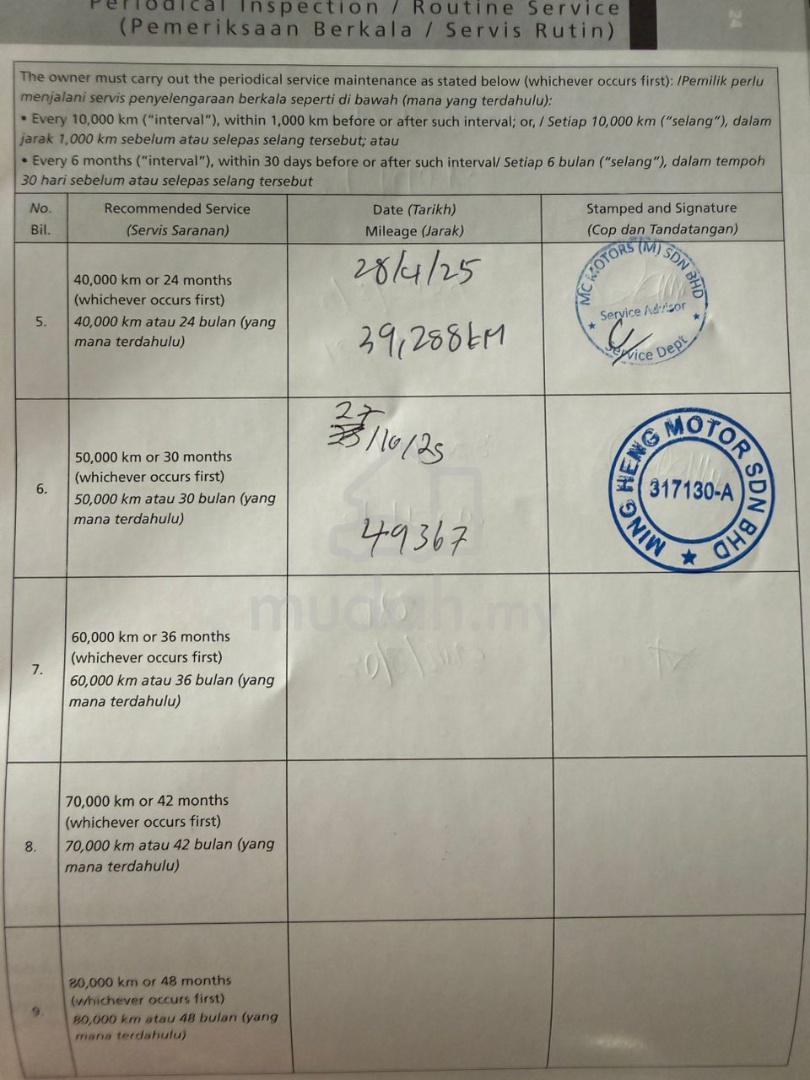 Periodical Inspection / Routine Service
(Pemeriksaan Berkala / Servis Rutin)
24
The owner must carry out the periodical service maintenance as stated below (whichever occurs first): /Pemilik perlu
menjalani servis penyelengaraan berkala seperti di bawah (mana yang terdahulu):
• Every 10,000 km ("interval"), within 1,000 km before or after such interval; or, / Setiap 10,000 km ("selang"), dalam
jarak 1,000 km sebelum atau selepas selang tersebut; atau
• Every 6 months ("interval"), within 30 days before or after such interval/ Setiap 6 bulan ("selang"), dalam tempoh
30 hari sebelum atau selepas selang tersebut
No. Recommended Service Date (Tarikh) Stamped and Signature
Bil. (Servis Saranan) Mileage (Jarak) (Cop dan Tandatangan)
5.
40,000 km or 24 months
(whichever occurs first)
40,000 km atau 24 bulan (yang
mana terdahulu)
28/4/25
39,288KM
MC MOTORS (M) SDN BHD
Service Advisor
Service Dept
6.
50,000 km or 30 months
(whichever occurs first)
50,000 km atau 30 bulan (yang
mana terdahulu)
27
/10/25
49367
MING HENG MOTOR SDN BHD
317130-A
mudah.my
7.
60,000 km or 36 months
(whichever occurs first)
60,000 km atau 36 bulan (yang
mana terdahulu)
8.
70,000 km or 42 months
(whichever occurs first)
70,000 km atau 42 bulan (yang
mana terdahulu)
9.
80,000 km or 48 months
(whichever occurs first)
80,000 km atau 48 bulan (yang
mana terdahulu)